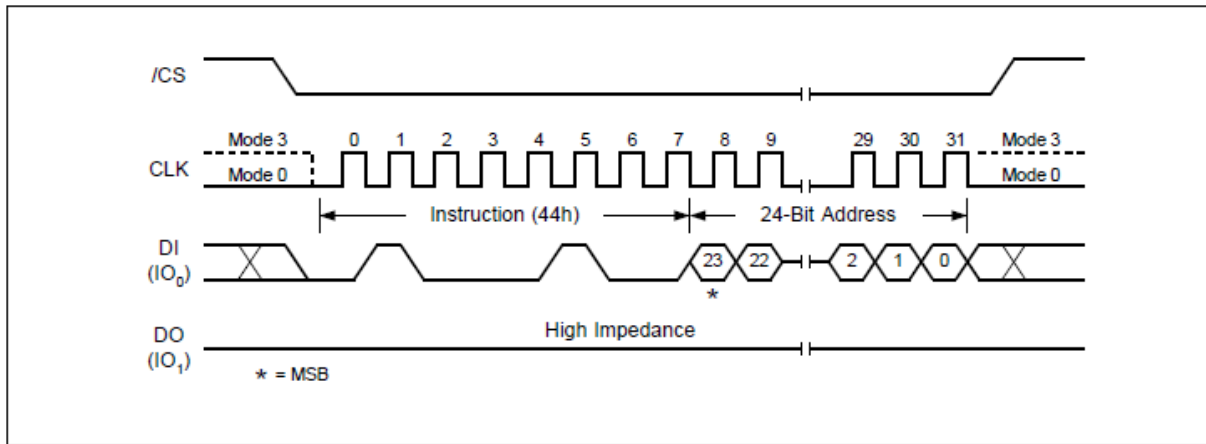 /CS
Mode 3 0 1 2 3 4 5 6 7 8 9 29 30 31 Mode 3
CLK Mode 0 Mode 0
Instruction (44h) 24-Bit Address
DI
(IO0) 23 22 2 1 0
*
High Impedance
DO
(IO1)
* = MSB